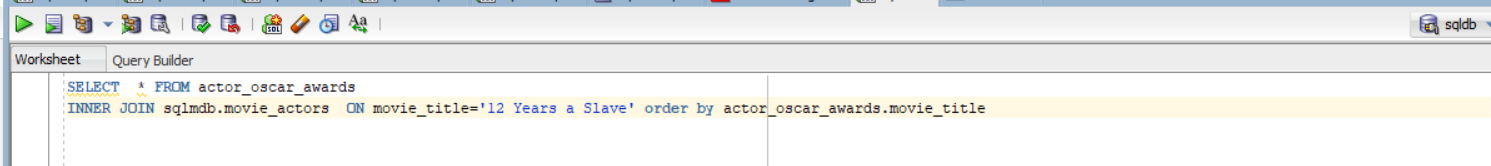 sqldb
Worksheet
Query Builder
SELECT * FROM actor_oscar_awards
INNER JOIN sqlmdb.movie_actors ON movie_title='12 Years a Slave' order by actor_oscar_awards.movie_title